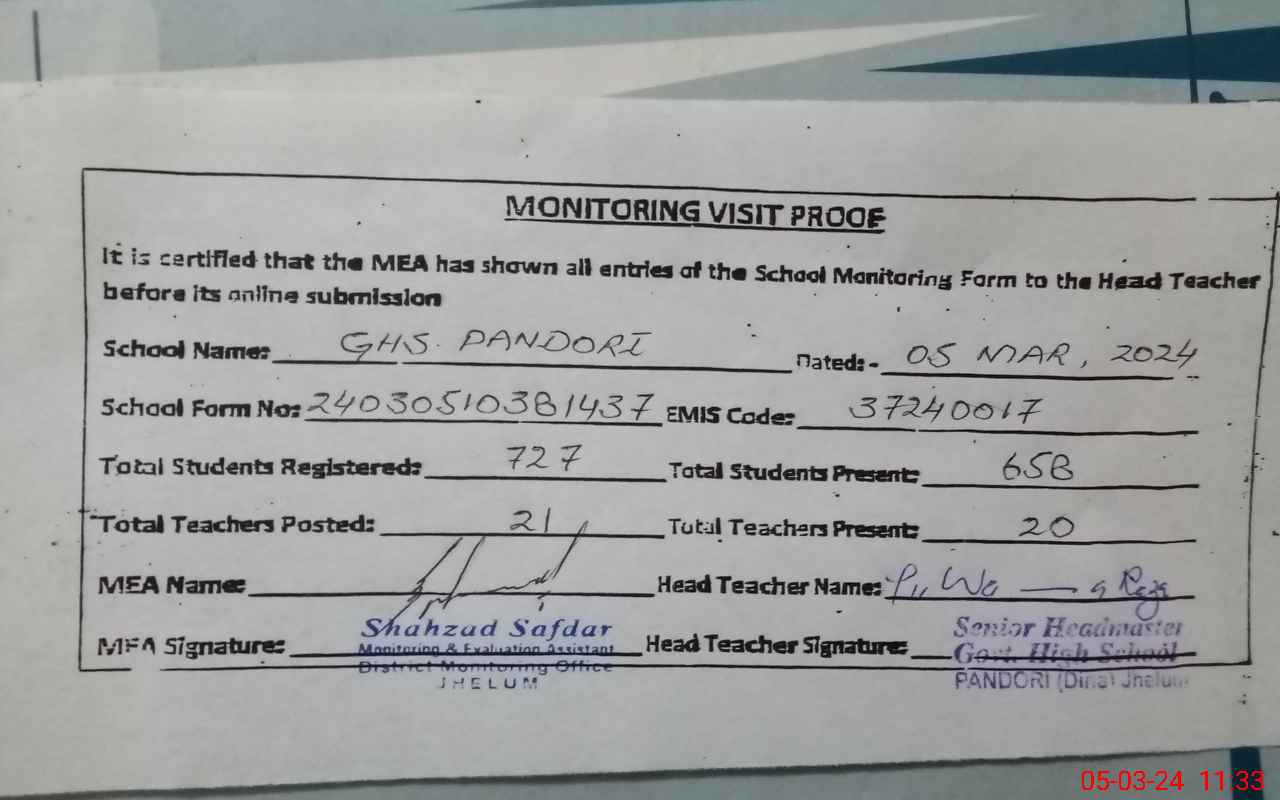 MONITORING VISIT PROOF
It is certified that the MEA has shown all entries of the School Monitoring Form to the Head Teacher
before its online submission
School Name: GHS. PANDORI Dated:- 05 MAR, 2024
School Form No: 24030510381437 EMIS Code: 37240017
Total Students Registered: 727 Total Students Present: 658
Total Teachers Posted: 21 Total Teachers Present: 20
MEA Name: Head Teacher Name:
MEA Signature: Shahzad Safdar Head Teacher Signature: Senior Headmaster
Monitoring & Evaluation Assistant Govt. High School
District Monitoring Office PANDORI (Dina) Jhelum
JHELUM
05-03-24 11:33